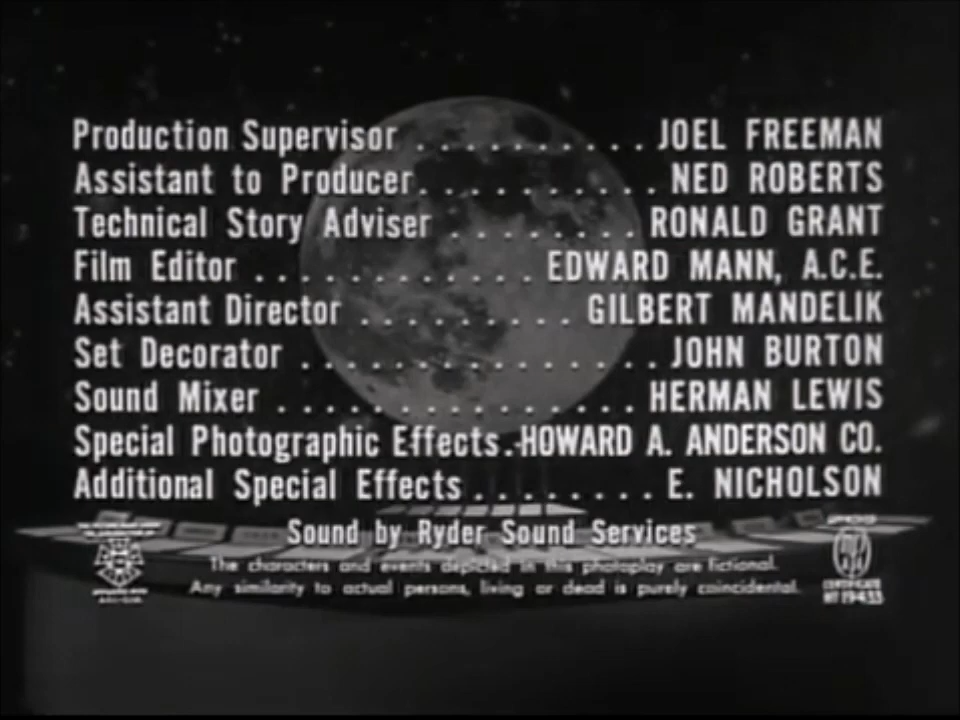 Production Supervisor . . . . . . . . . . JOEL FREEMAN
Assistant to Producer. . . . . . . . . . . NED ROBERTS
Technical Story Adviser . . . . . . . . RONALD GRANT
Film Editor . . . . . . . . . . . . EDWARD MANN, A.C.E.
Assistant Director . . . . . . . . . GILBERT MANDELIK
Set Decorator . . . . . . . . . . . . . . . JOHN BURTON
Sound Mixer . . . . . . . . . . . . . . . HERMAN LEWIS
Special Photographic Effects . . HOWARD A. ANDERSON CO.
Additional Special Effects . . . . . . . . E. NICHOLSON
Sound by Ryder Sound Services
The characters and events depicted in this photoplay are fictional.
Any similarity to actual persons, living or dead is purely coincidental.
CERTIFICATE
Nº 19433